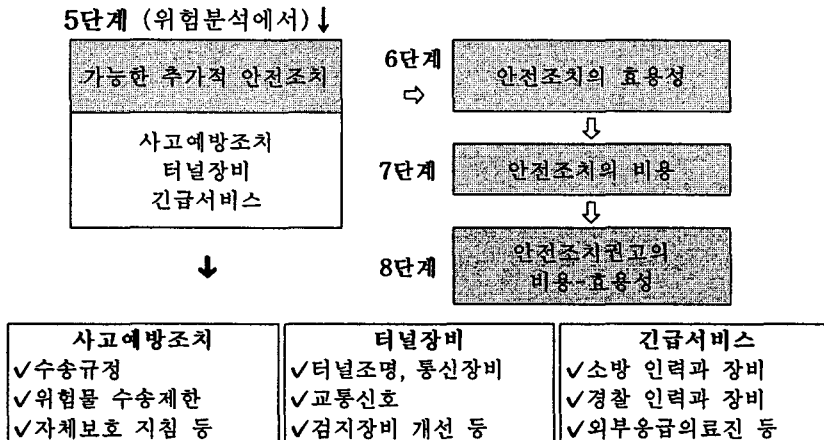 5단계 (위험분석에서)↓
가능한 추가적 안전조치
사고예방조치
터널장비
긴급서비스
6단계
⇨
안전조치의 효용성
⇩
7단계
안전조치의 비용
⇩
8단계
안전조치권고의
비용-효용성
↓
사고예방조치
✓수송규정
✓위험물 수송제한
✓자체보호 지침 등
터널장비
✓터널조명, 통신장비
✓교통신호
✓검지장비 개선 등
긴급서비스
✓소방 인력과 장비
✓경찰 인력과 장비
✓외부응급의료진 등